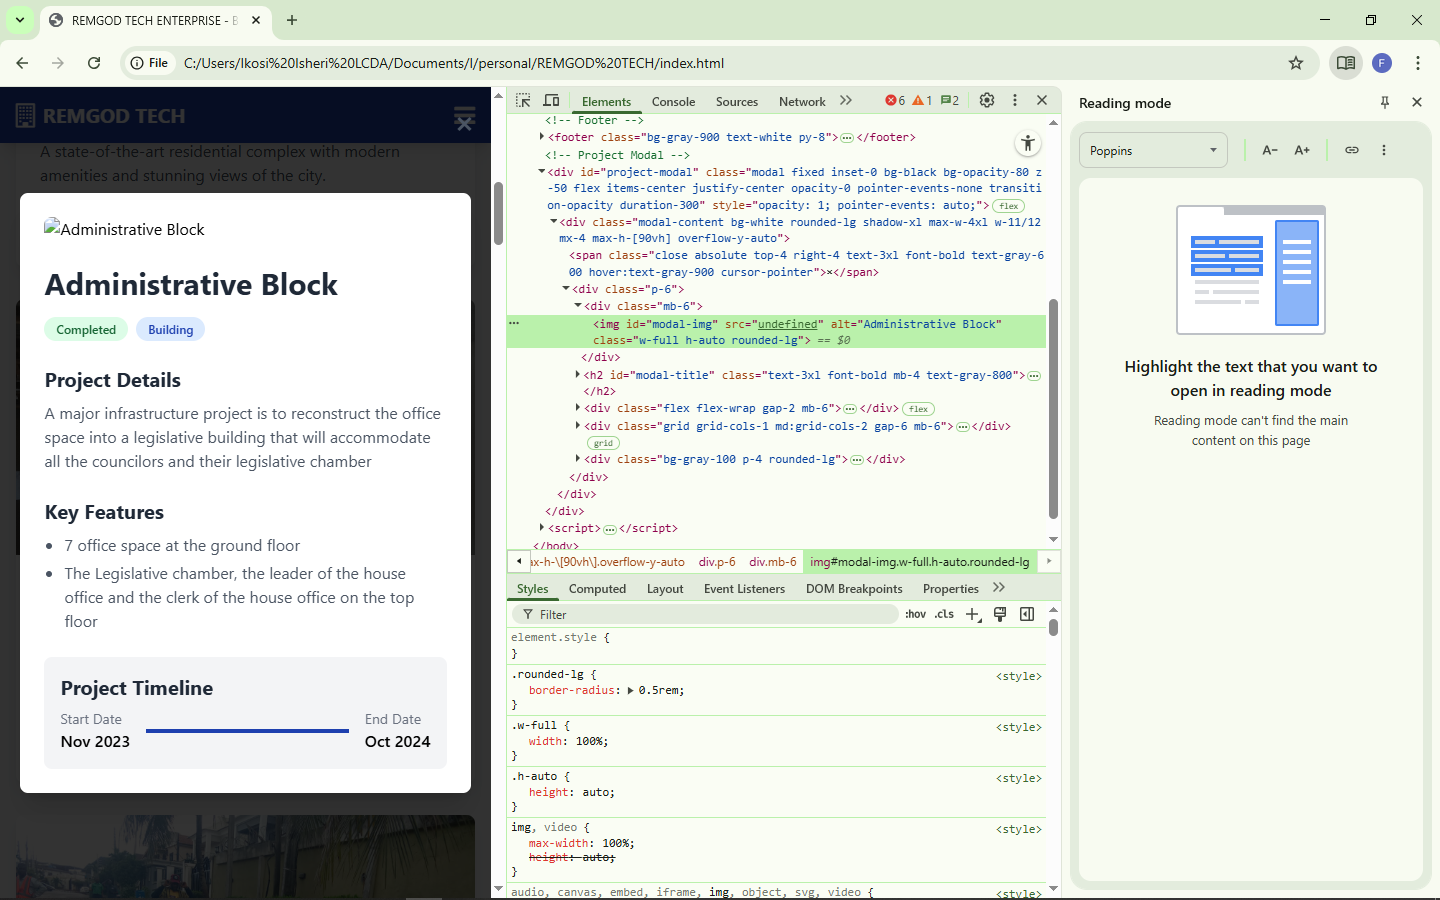 REMGOD TECH ENTERPRISE - B
File
C:/Users/Ikosi%20Isheri%20LCDA/Documents/I/personal/REMGOD%20TECH/index.html
F
REMGOD TECH
A state-of-the-art residential complex with modern
amenities and stunning views of the city.
Administrative Block
Administrative Block
Completed
Building
Project Details
A major infrastructure project is to reconstruct the office
space into a legislative building that will accommodate
all the councilors and their legislative chamber
Key Features
• 7 office space at the ground floor
• The Legislative chamber, the leader of the house
office and the clerk of the house office on the top
floor
Project Timeline
Start Date
Nov 2023
End Date
Oct 2024
Elements
Console
Sources
Network
6
1
2
<!-- Footer -->
<footer class="bg-gray-900 text-white py-8">…</footer>
<!-- Project Modal -->
<div id="project-modal" class="modal fixed inset-0 bg-black bg-opacity-80 z
-50 flex items-center justify-center opacity-0 pointer-events-none transiti
on-opacity duration-300" style="opacity: 1; pointer-events: auto;"> flex
<div class="modal-content bg-white rounded-lg shadow-xl max-w-4xl w-11/12
mx-4 max-h-[90vh] overflow-y-auto">
<span class="close absolute top-4 right-4 text-3xl font-bold text-gray-6
00 hover:text-gray-900 cursor-pointer">×</span>
<div class="p-6">
<div class="mb-6">
<img id="modal-img" src="undefined" alt="Administrative Block"
class="w-full h-auto rounded-lg"> == $0
</div>
<h2 id="modal-title" class="text-3xl font-bold mb-4 text-gray-800">…
</h2>
<div class="flex flex-wrap gap-2 mb-6">…</div> flex
<div class="grid grid-cols-1 md:grid-cols-2 gap-6 mb-6">…</div>
grid
<div class="bg-gray-100 p-4 rounded-lg">…</div>
</div>
</div>
</div>
<script>…</script>
</body>
ax-h-\[90vh\].overflow-y-auto
div.p-6
div.mb-6
img#modal-img.w-full.h-auto.rounded-lg
Styles
Computed
Layout
Event Listeners
DOM Breakpoints
Properties
Filter
:hov
.cls
element.style {
}
.rounded-lg {
<style>
border-radius: 0.5rem;
}
.w-full {
<style>
width: 100%;
}
.h-auto {
<style>
height: auto;
}
img, video {
<style>
max-width: 100%;
height: auto;
}
audio, canvas, embed, iframe, img, object, svg, video {
<style>
Reading mode
Poppins
A-
A+
Highlight the text that you want to
open in reading mode
Reading mode can't find the main
content on this page